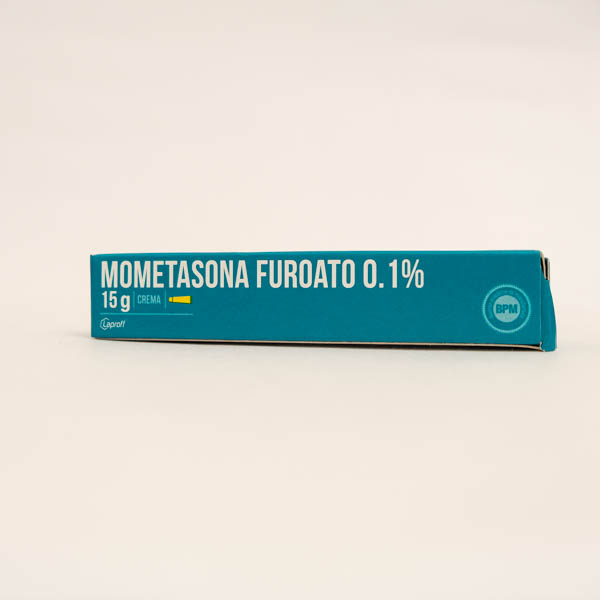 MOMETASONA FUROATO 0.1%
15 g CREMA
Laproff
BPM